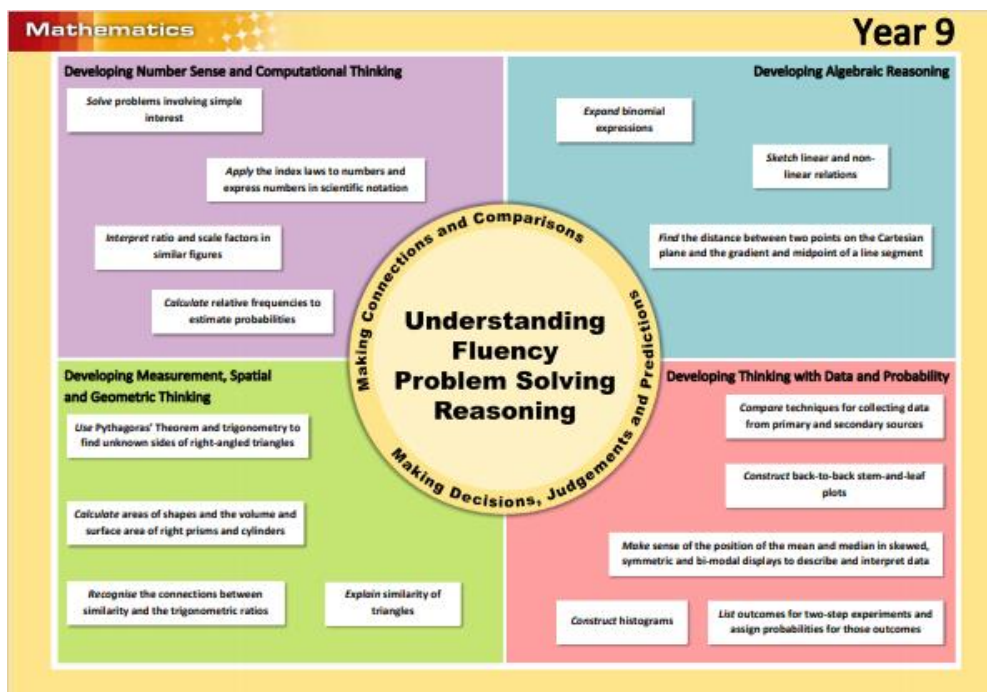 Mathematics
Year 9
Developing Number Sense and Computational Thinking
Solve problems involving simple
interest
Apply the index laws to numbers and
express numbers in scientific notation
Interpret ratio and scale factors in
similar figures
Calculate relative frequencies to
estimate probabilities
Developing Algebraic Reasoning
Expand binomial
expressions
Sketch linear and non-
linear relations
Find the distance between two points on the Cartesian
plane and the gradient and midpoint of a line segment
Making Connections and Comparisons
Understanding
Fluency
Problem Solving
Reasoning
Making Decisions, Judgements and Predictions
Developing Measurement, Spatial
and Geometric Thinking
Use Pythagoras' Theorem and trigonometry to
find unknown sides of right-angled triangles
Calculate areas of shapes and the volume and
surface area of right prisms and cylinders
Recognise the connections between
similarity and the trigonometric ratios
Explain similarity of
triangles
Developing Thinking with Data and Probability
Compare techniques for collecting data
from primary and secondary sources
Construct back-to-back stem-and-leaf
plots
Make sense of the position of the mean and median in skewed,
symmetric and bi-modal displays to describe and interpret data
Construct histograms
List outcomes for two-step experiments and
assign probabilities for those outcomes